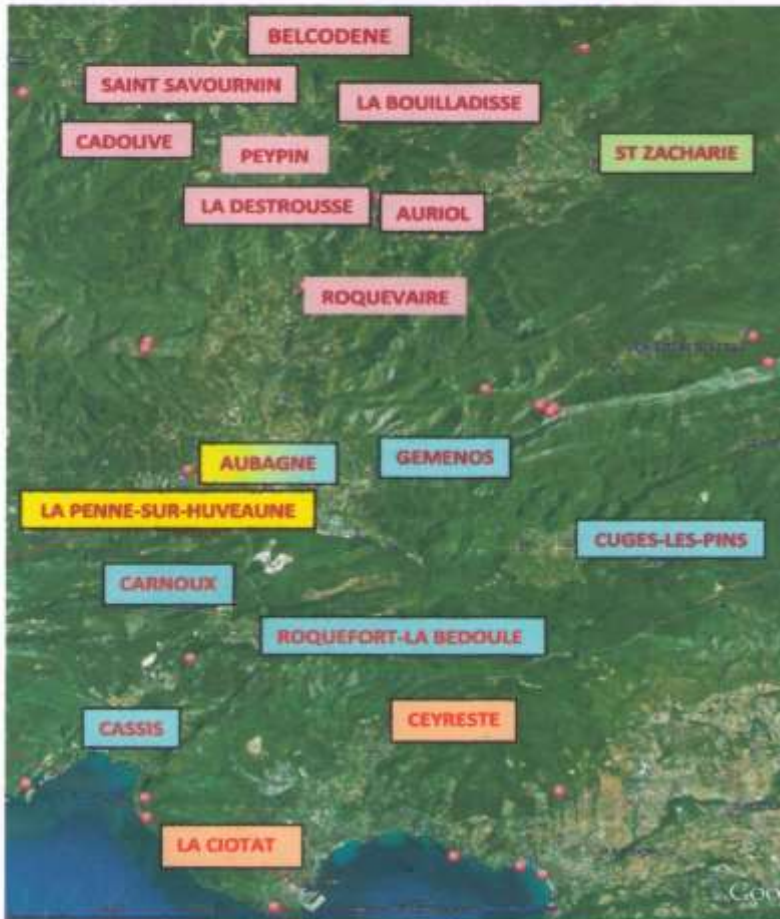 BELCODENE
SAINT SAVOURNIN
LA BOUILLADISSE
CADOLIVE
PEYPIN
ST ZACHARIE
LA DESTROUSSE
AURIOL
ROQUEVAIRE
AUBAGNE
GEMENOS
LA PENNE-SUR-HUVEAUNE
CUGES-LES-PINS
CARNOUX
ROQUEFORT-LA BEDOULE
CEYRESTE
CASSIS
LA CIOTAT
Goo